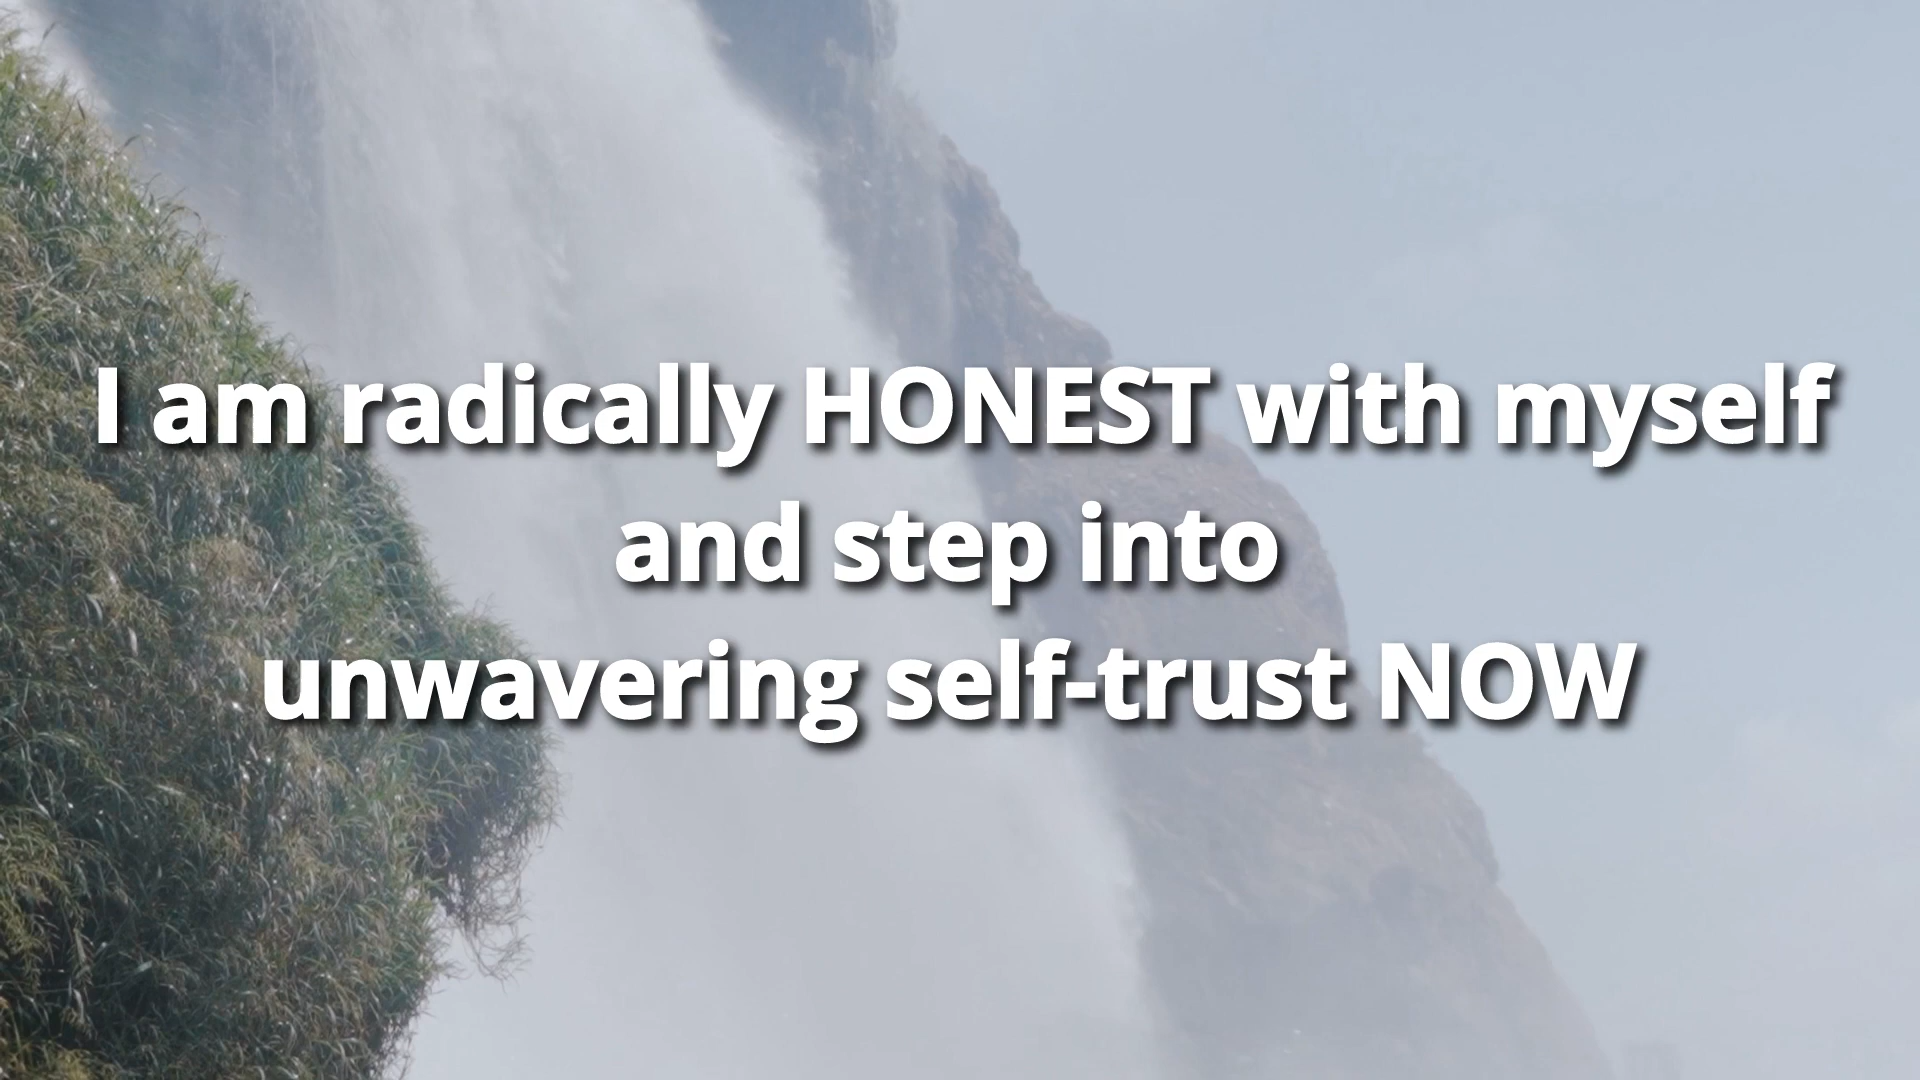 I am radically HONEST with myself
and step into
unwavering self-trust NOW